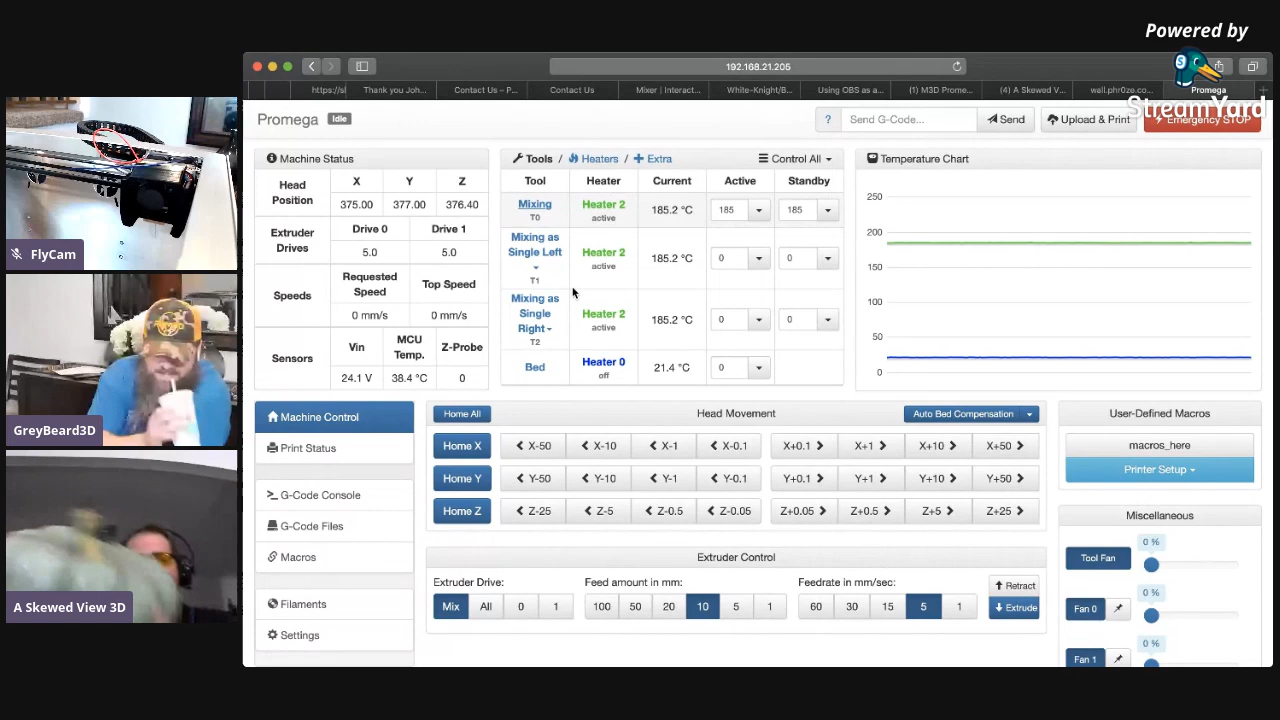 Powered by
StreamYard
192.168.21.205
https://sl
Thank you Joh...
Contact Us – P...
Contact Us
Mixer | Interact...
White-Knight/B...
Using OBS as a...
(1) M3D Prome...
(4) A Skewed V...
wall.phr0ze.co...
Promega
Promega Idle
? Send G-Code... Send Upload & Print Emergency STOP
Machine Status
Head Position
X Y Z
375.00 377.00 376.40
Extruder Drives
Drive 0 Drive 1
5.0 5.0
Speeds
Requested Speed Top Speed
0 mm/s 0 mm/s
Sensors
Vin MCU Temp. Z-Probe
24.1 V 38.4 °C 0
Tools / Heaters / Extra Control All
Tool Heater Current Active Standby
Mixing T0 Heater 2 active 185.2 °C 185 185
Mixing as Single Left T1 Heater 2 active 185.2 °C 0 0
Mixing as Single Right T2 Heater 2 active 185.2 °C 0 0
Bed Heater 0 off 21.4 °C 0
Temperature Chart
250
200
150
100
50
0
Machine Control
Print Status
G-Code Console
G-Code Files
Macros
Filaments
Settings
Home All Head Movement Auto Bed Compensation
Home X X-50 X-10 X-1 X-0.1 X+0.1 X+1 X+10 X+50
Home Y Y-50 Y-10 Y-1 Y-0.1 Y+0.1 Y+1 Y+10 Y+50
Home Z Z-25 Z-5 Z-0.5 Z-0.05 Z+0.05 Z+0.5 Z+5 Z+25
Extruder Control
Extruder Drive: Feed amount in mm: Feedrate in mm/sec:
Mix All 0 1 100 50 20 10 5 1 60 30 15 5 1
Retract
Extrude
User-Defined Macros
macros_here
Printer Setup
Miscellaneous
Tool Fan 0 %
Fan 0 0 %
Fan 1 0 %
FlyCam
GreyBeard3D
A Skewed View 3D